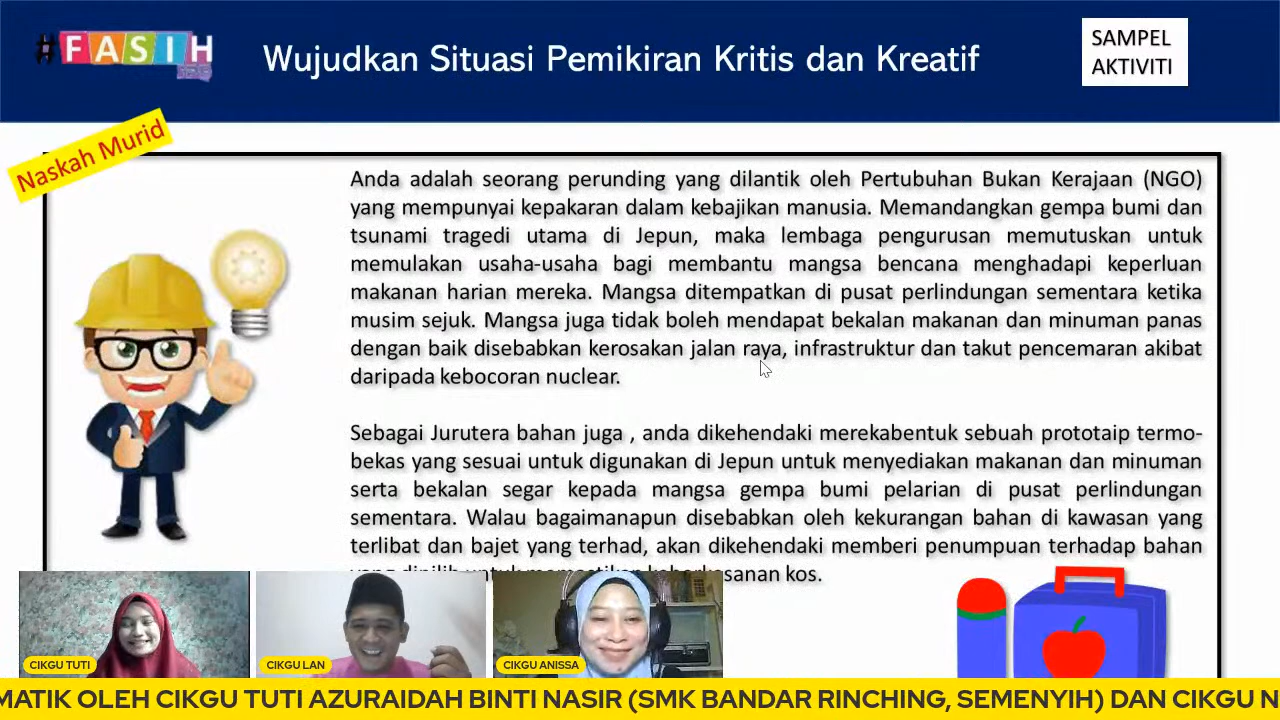 #FASIH
Wujudkan Situasi Pemikiran Kritis dan Kreatif
SAMPEL
AKTIVITI
Naskah Murid
Anda adalah seorang perunding yang dilantik oleh Pertubuhan Bukan Kerajaan (NGO)
yang mempunyai kepakaran dalam kebajikan manusia. Memandangkan gempa bumi dan
tsunami tragedi utama di Jepun, maka lembaga pengurusan memutuskan untuk
memulakan usaha-usaha bagi membantu mangsa bencana menghadapi keperluan
makanan harian mereka. Mangsa ditempatkan di pusat perlindungan sementara ketika
musim sejuk. Mangsa juga tidak boleh mendapat bekalan makanan dan minuman panas
dengan baik disebabkan kerosakan jalan raya, infrastruktur dan takut pencemaran akibat
daripada kebocoran nuclear.
Sebagai Jurutera bahan juga , anda dikehendaki merekabentuk sebuah prototaip termo-
bekas yang sesuai untuk digunakan di Jepun untuk menyediakan makanan dan minuman
serta bekalan segar kepada mangsa gempa bumi pelarian di pusat perlindungan
sementara. Walau bagaimanapun disebabkan oleh kekurangan bahan di kawasan yang
terlibat dan bajet yang terhad, akan dikehendaki memberi penumpuan terhadap bahan
kos.
CIKGU TUTI
CIKGU LAN
CIKGU ANISSA
MATIK OLEH CIKGU TUTI AZURAIDAH BINTI NASIR (SMK BANDAR RINCHING, SEMENYIH) DAN CIKGU N